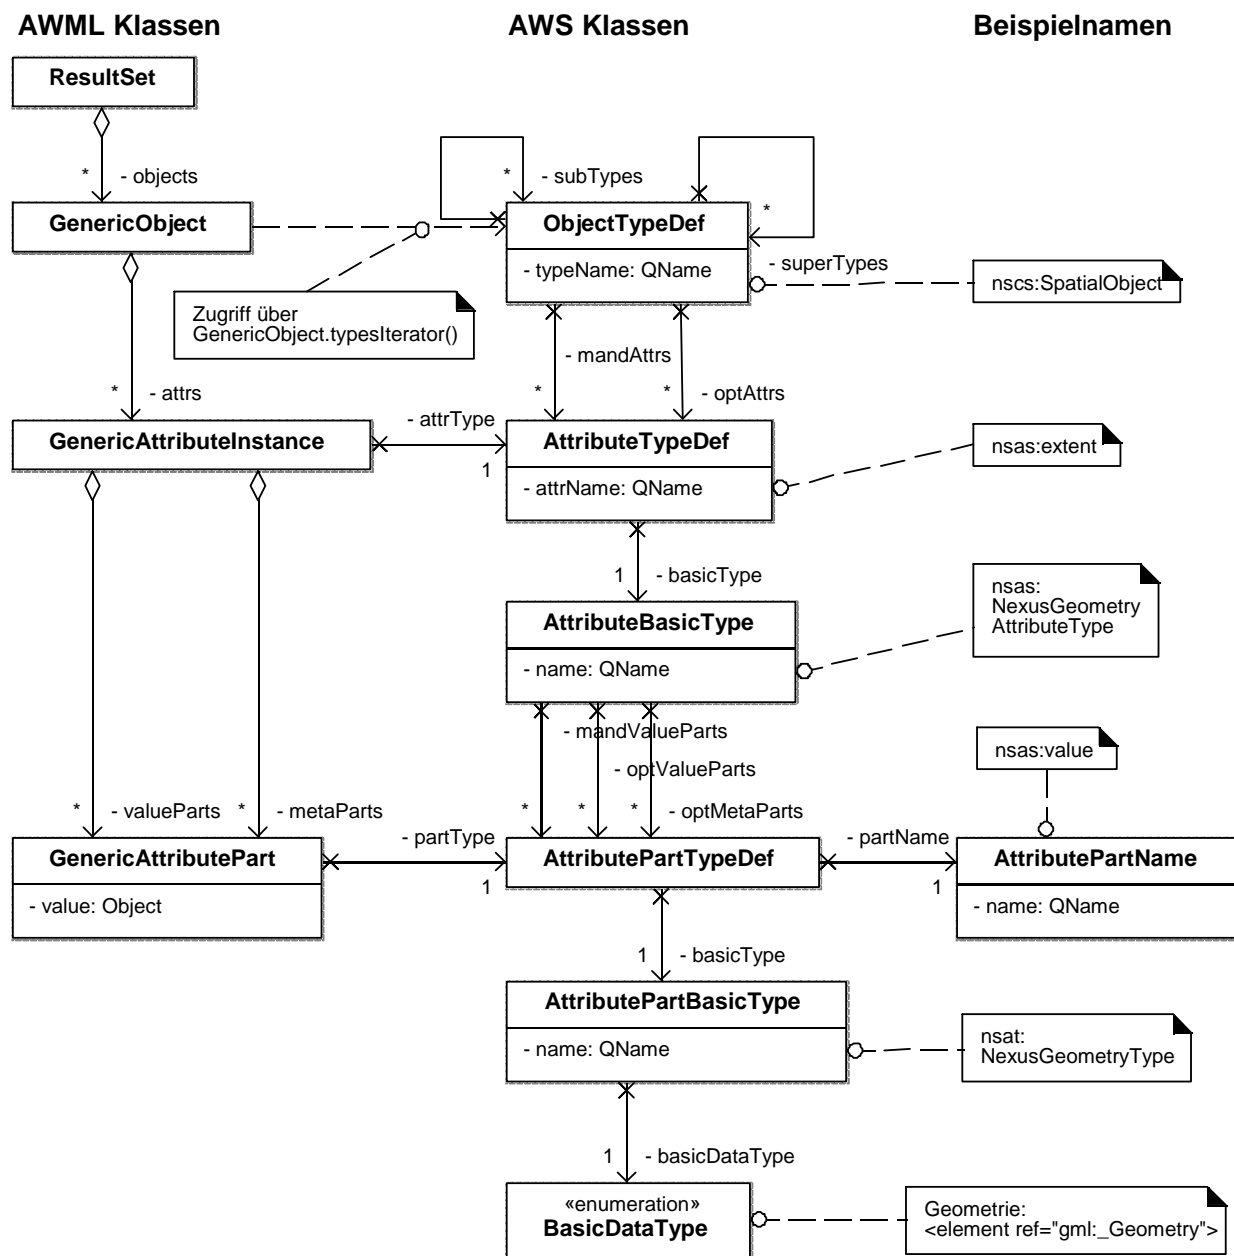 AWML Klassen
AWS Klassen
Beispielnamen
ResultSet
* - objects
* - subTypes
*
GenericObject
ObjectTypeDef
- typeName: QName
- superTypes
nscs:SpatialObject
Zugriff über
GenericObject.typesIterator()
- mandAttrs
* - attrs
* * - optAttrs
GenericAttributeInstance
- attrType
1
AttributeTypeDef
- attrName: QName
nsas:extent
1 - basicType
nsas:
NexusGeometry
AttributeType
AttributeBasicType
- name: QName
- mandValueParts
- optValueParts
nsas:value
* - valueParts
* - metaParts
* * * - optMetaParts
GenericAttributePart
- value: Object
- partType
1
AttributePartTypeDef
- partName
1
AttributePartName
- name: QName
1 - basicType
AttributePartBasicType
- name: QName
nsat:
NexusGeometryType
1 - basicDataType
«enumeration»
BasicDataType
Geometrie:
<element ref="gml:_Geometry">